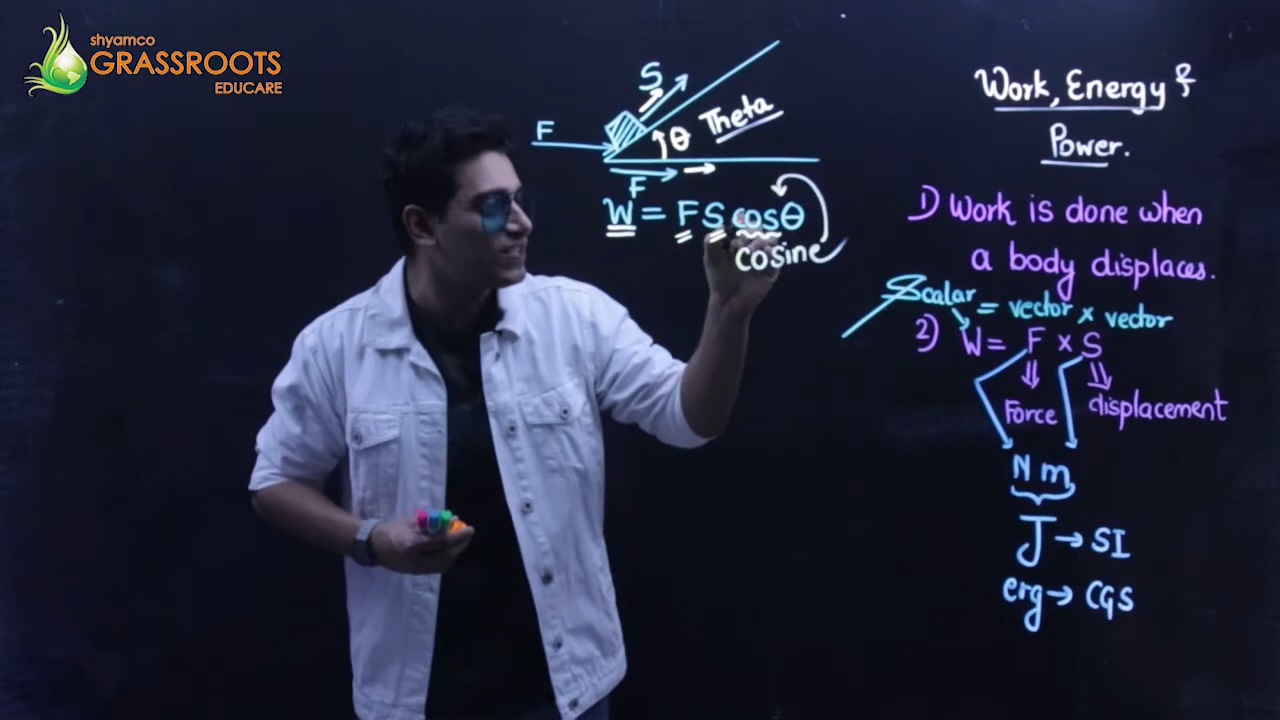 shyamco
GRASSROOTS
EDUCARE
F
S
θ Theta
F
W = F S cosθ
cosine
Work, Energy &
Power.
1) Work is done when
a body displaces.
Scalar = vector × vector
2) W = F × S
Force displacement
N m
J → SI
erg → CGS